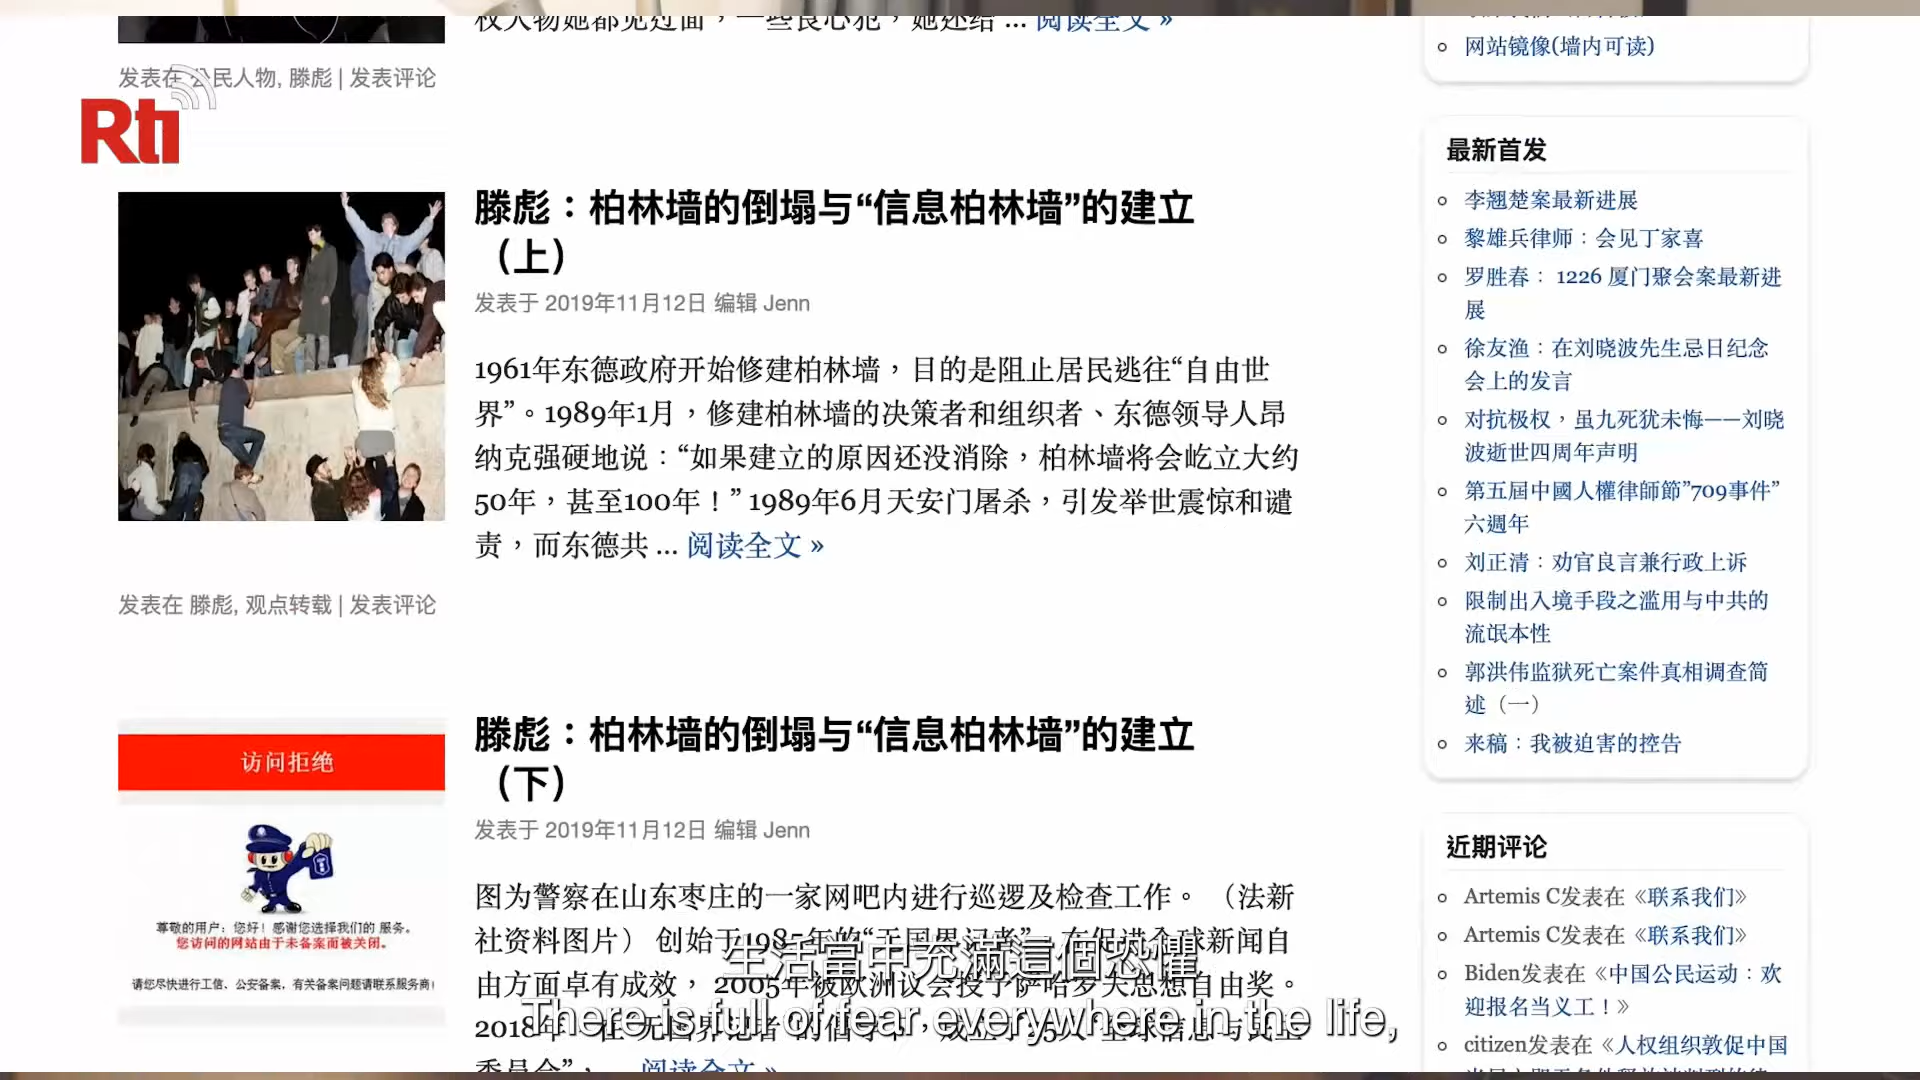 权人物她都见过面，一些良心犯，她还给 ... 阅读全文 »
发表在 公民人物, 滕彪 | 发表评论
Rti
滕彪：柏林墙的倒塌与“信息柏林墙”的建立
（上）
发表于 2019年11月12日 编辑 Jenn
1961年东德政府开始修建柏林墙，目的是阻止居民逃往“自由世
界”。1989年1月，修建柏林墙的决策者和组织者、东德领导人昂
纳克强硬地说：“如果建立的原因还没消除，柏林墙将会屹立大约
50年，甚至100年！” 1989年6月天安门屠杀，引发举世震惊和谴
责，而东德共 ... 阅读全文 »
发表在 滕彪, 观点转载 | 发表评论
访问拒绝
尊敬的用户：您好！感谢您选择我们的 服务。
您访问的网站由于未备案而被关闭。
请您尽快进行工信、公安备案，有关备案问题请联系服务商
滕彪：柏林墙的倒塌与“信息柏林墙”的建立
（下）
发表于 2019年11月12日 编辑 Jenn
图为警察在山东枣庄的一家网吧内进行巡逻及检查工作。（法新
社资料图片） 创始于1985年的“无国界记者”，在促进全球新闻自
由方面卓有成效， 2005年被欧洲议会授予萨哈罗夫思想自由奖。
2018年，在“无国界记者”的倡导下，成立了25人“全球信息与民主
委员会”， ... 阅读全文 »
网站镜像(墙内可读)
最新首发
李翘楚案最新进展
黎雄兵律师：会见丁家喜
罗胜春： 1226 厦门聚会案最新进
展
徐友渔：在刘晓波先生忌日纪念
会上的发言
对抗极权，虽九死犹未悔——刘晓
波逝世四周年声明
第五屆中國人權律師節”709事件”
六週年
刘正清：劝官良言兼行政上诉
限制出入境手段之滥用与中共的
流氓本性
郭洪伟监狱死亡案件真相调查简
述（一）
来稿：我被迫害的控告
近期评论
Artemis C发表在《联系我们》
Artemis C发表在《联系我们》
Biden发表在《中国公民运动：欢
迎报名当义工！》
citizen发表在《人权组织敦促中国
生活當中充滿這個恐懼
There is full of fear everywhere in the life,